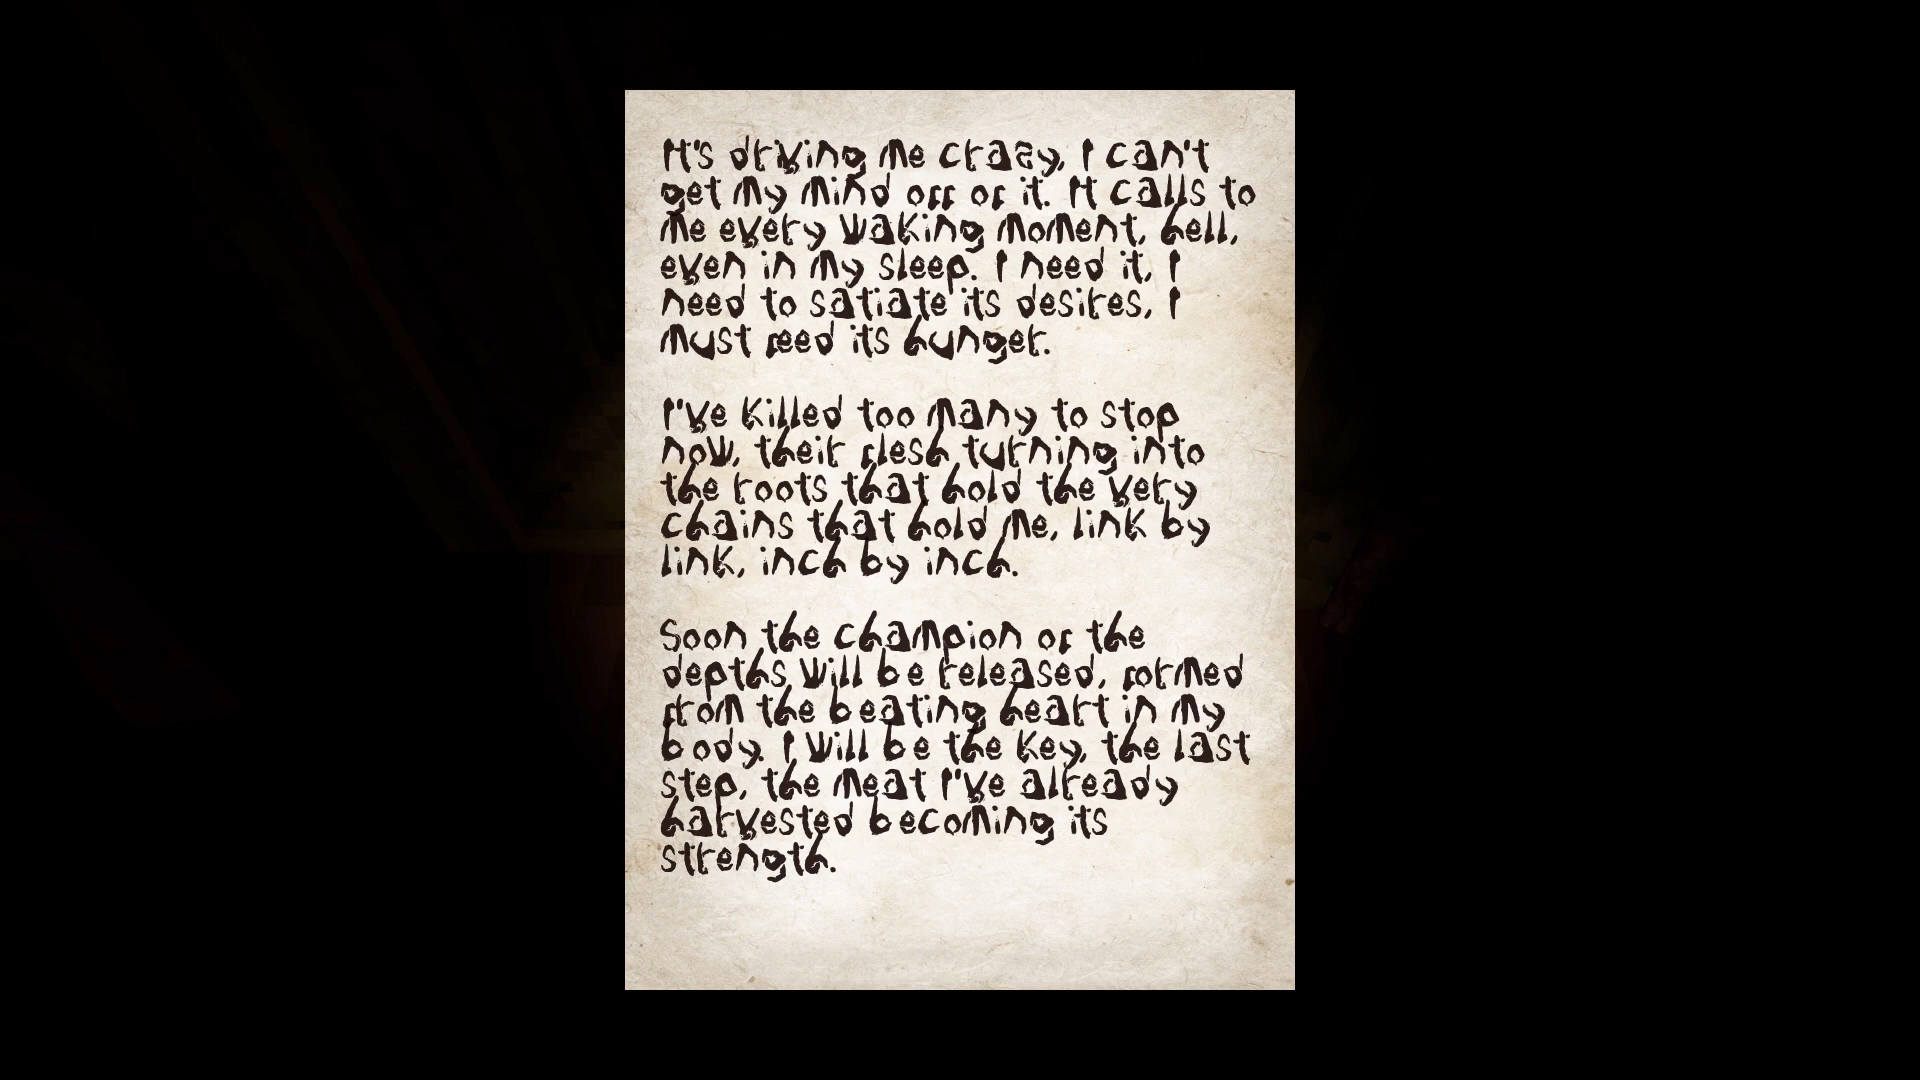 It's driving me crazy, I can't
get my mind off of it. It calls to
me every waking moment, hell,
even in my sleep. I need it, I
need to satiate its desires, I
must feed its hunger.
I've killed too many to stop
now, their flesh turning into
the roots that hold the very
chains that hold me, link by
link, inch by inch.
Soon the champion of the
depths will be released, formed
from the beating heart in my
body. I will be the key, the last
step, the meat I've already
harvested becoming its
strength.